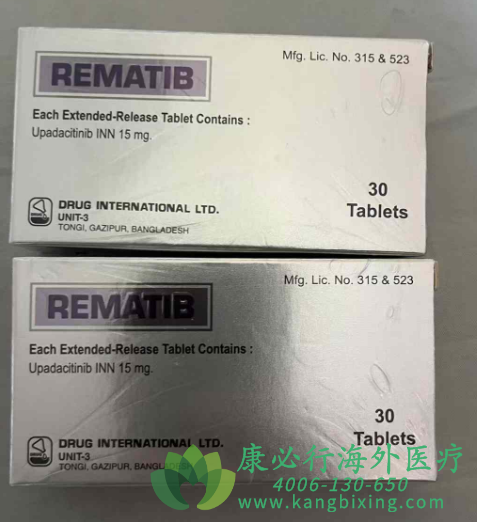 Mfg. Lic. No. 315 & 523
REMATIB
Each Extended-Release Tablet Contains :
Upadacitinib INN 15 mg.
30
Tablets
DRUG INTERNATIONAL LTD.
UNIT-3
TONGI, GAZIPUR, BANGLADESH
Mfg. Lic. No. 315 & 523
REMATIB
Each Extended-Release Tablet Contains :
Upadacitinib INN 15 mg.
30
Tablets
DRUG INTERNATIONAL LTD.
UNIT-3
TONGI, GAZIPUR, BANGLADESH
康必行海外医疗
4006-130-650
www.kangbixing.com